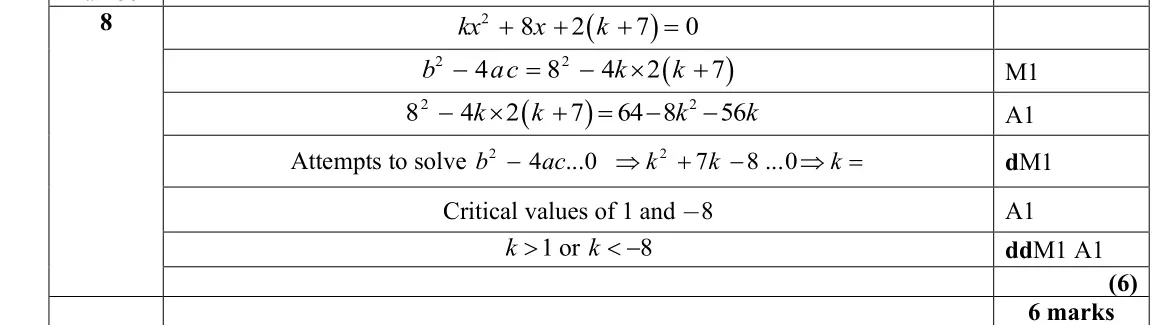 8
kx² + 8x + 2(k + 7) = 0
b² − 4ac = 8² − 4k × 2(k + 7)
M1
8² − 4k × 2(k + 7) = 64 − 8k² − 56k
A1
Attempts to solve b² − 4ac...0 ⇒ k² + 7k − 8 ...0 ⇒ k =
dM1
Critical values of 1 and −8
A1
k > 1 or k < −8
ddM1 A1
(6)
6 marks